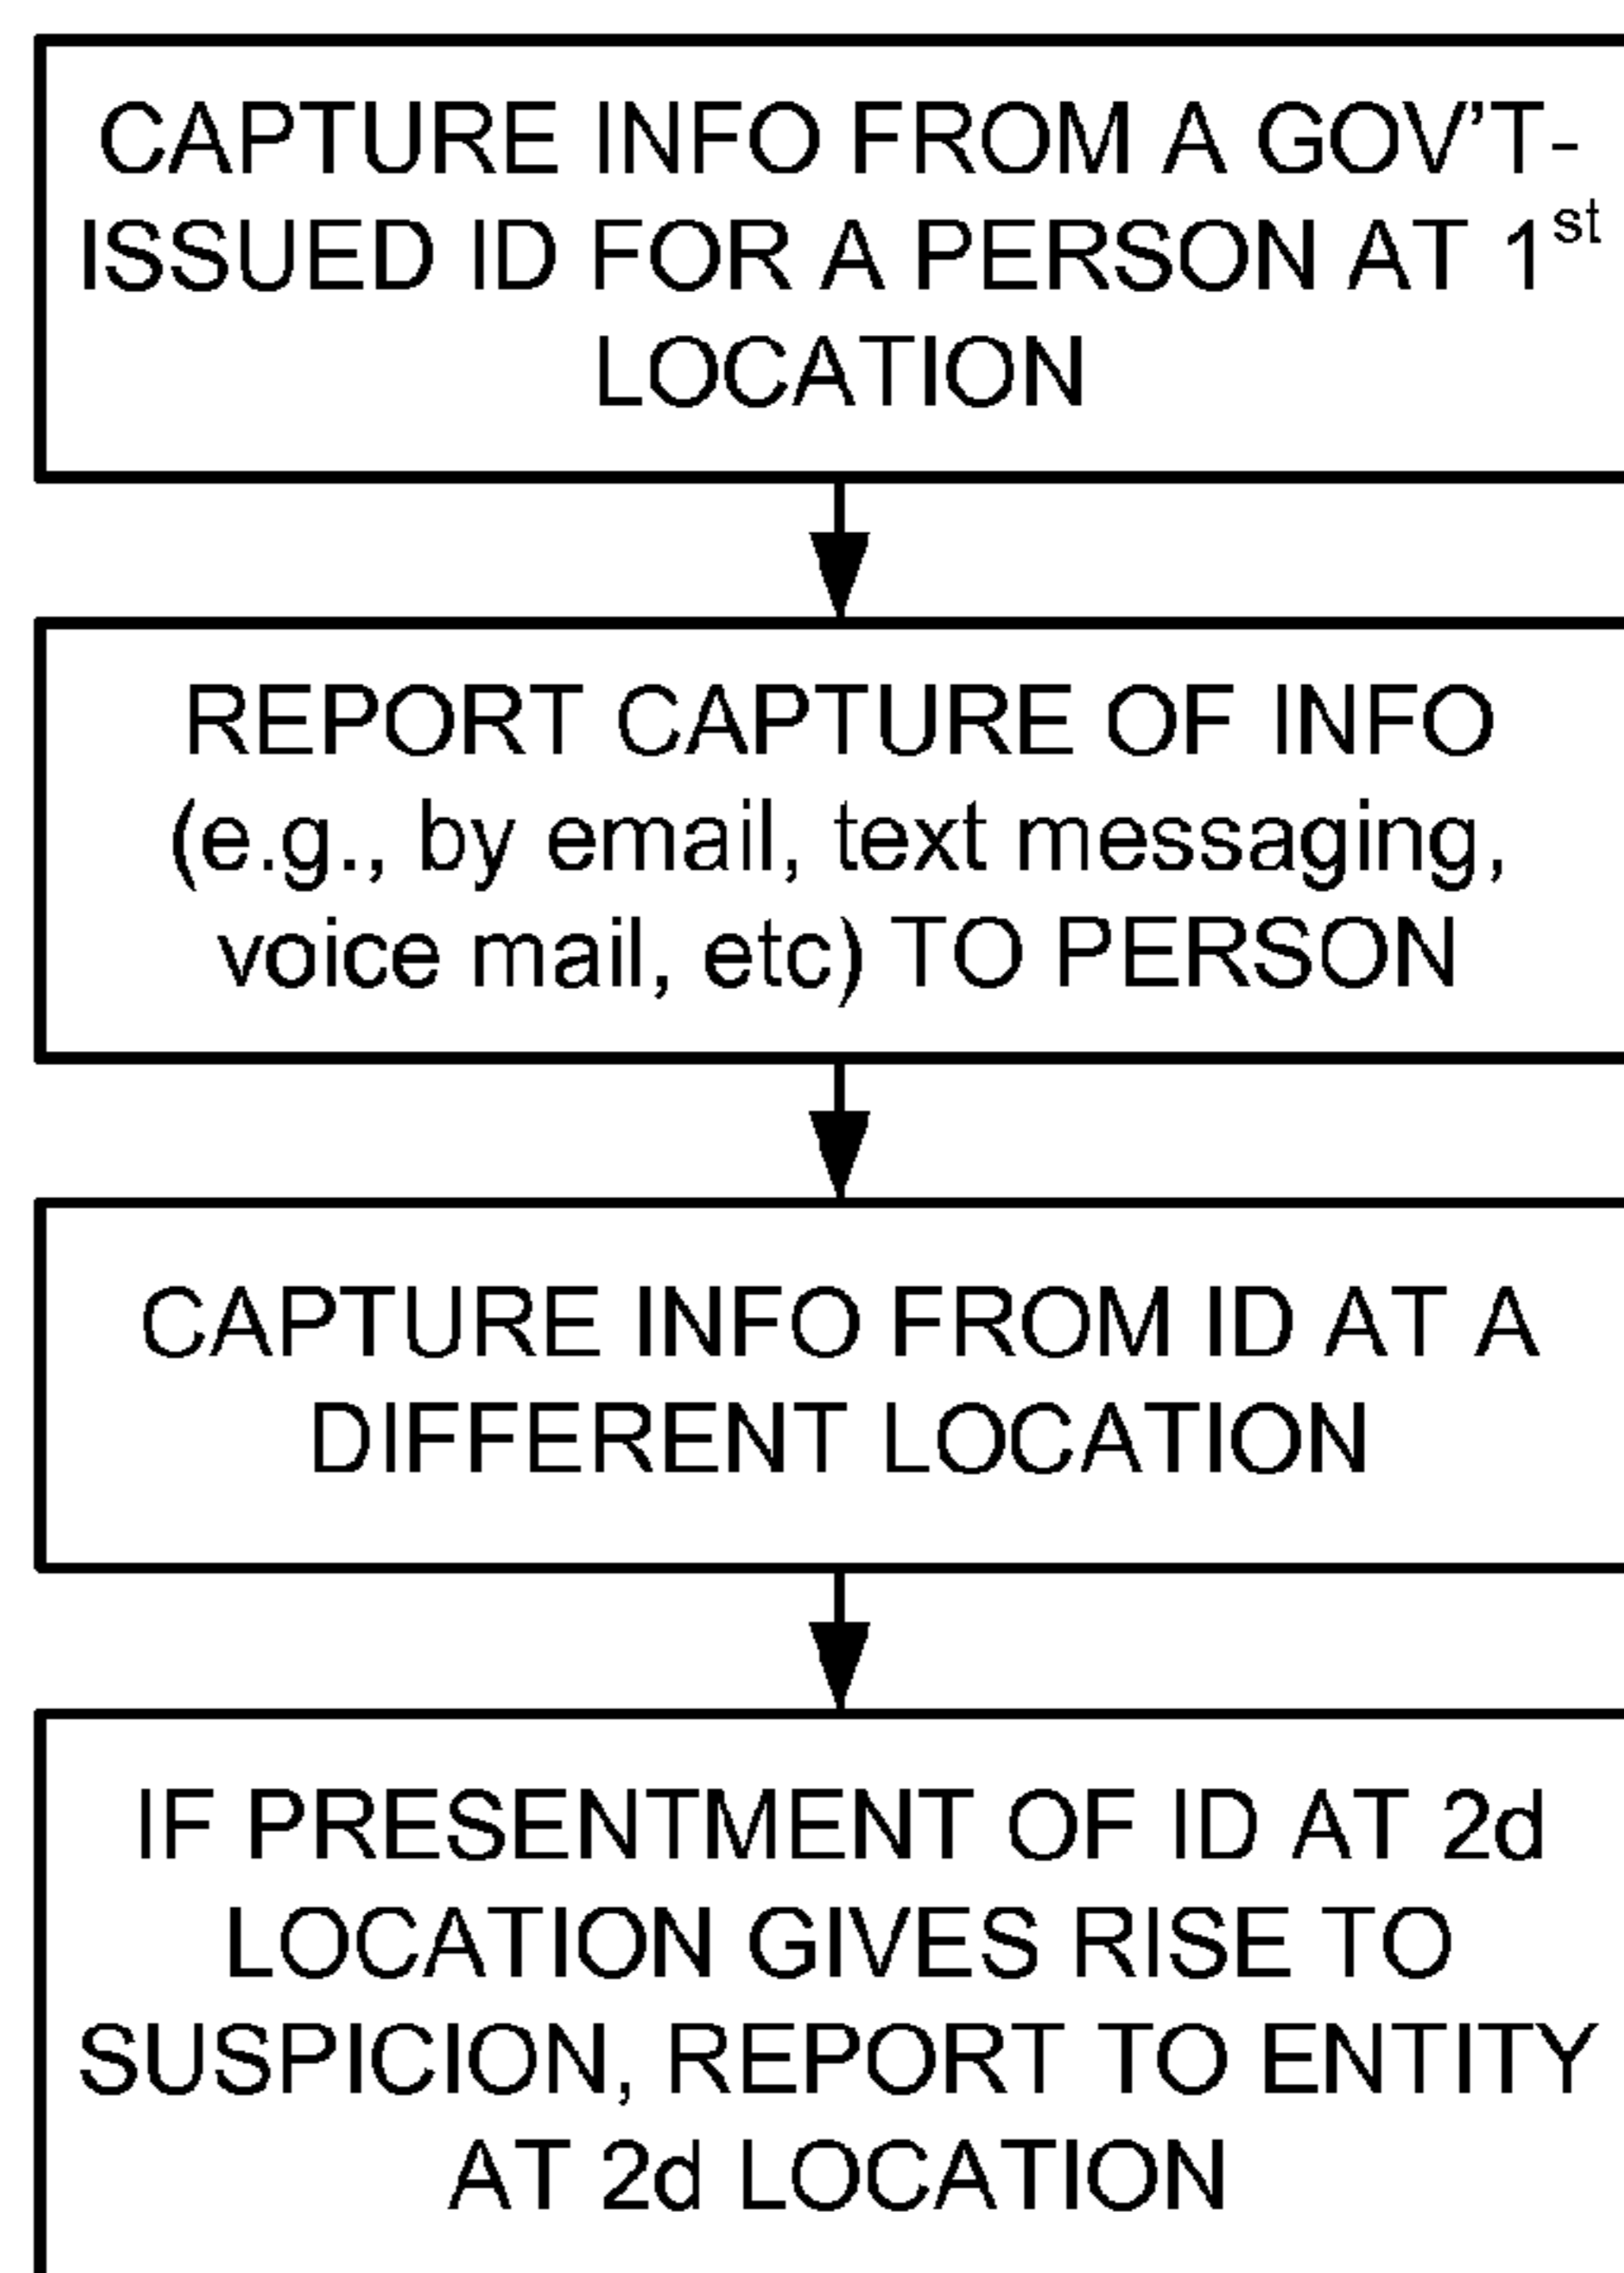 CAPTURE INFO FROM A GOV’T-
ISSUED ID FOR A PERSON AT 1st
LOCATION
REPORT CAPTURE OF INFO
(e.g., by email, text messaging,
voice mail, etc) TO PERSON
CAPTURE INFO FROM ID AT A
DIFFERENT LOCATION
IF PRESENTMENT OF ID AT 2d
LOCATION GIVES RISE TO
SUSPICION, REPORT TO ENTITY
AT 2d LOCATION